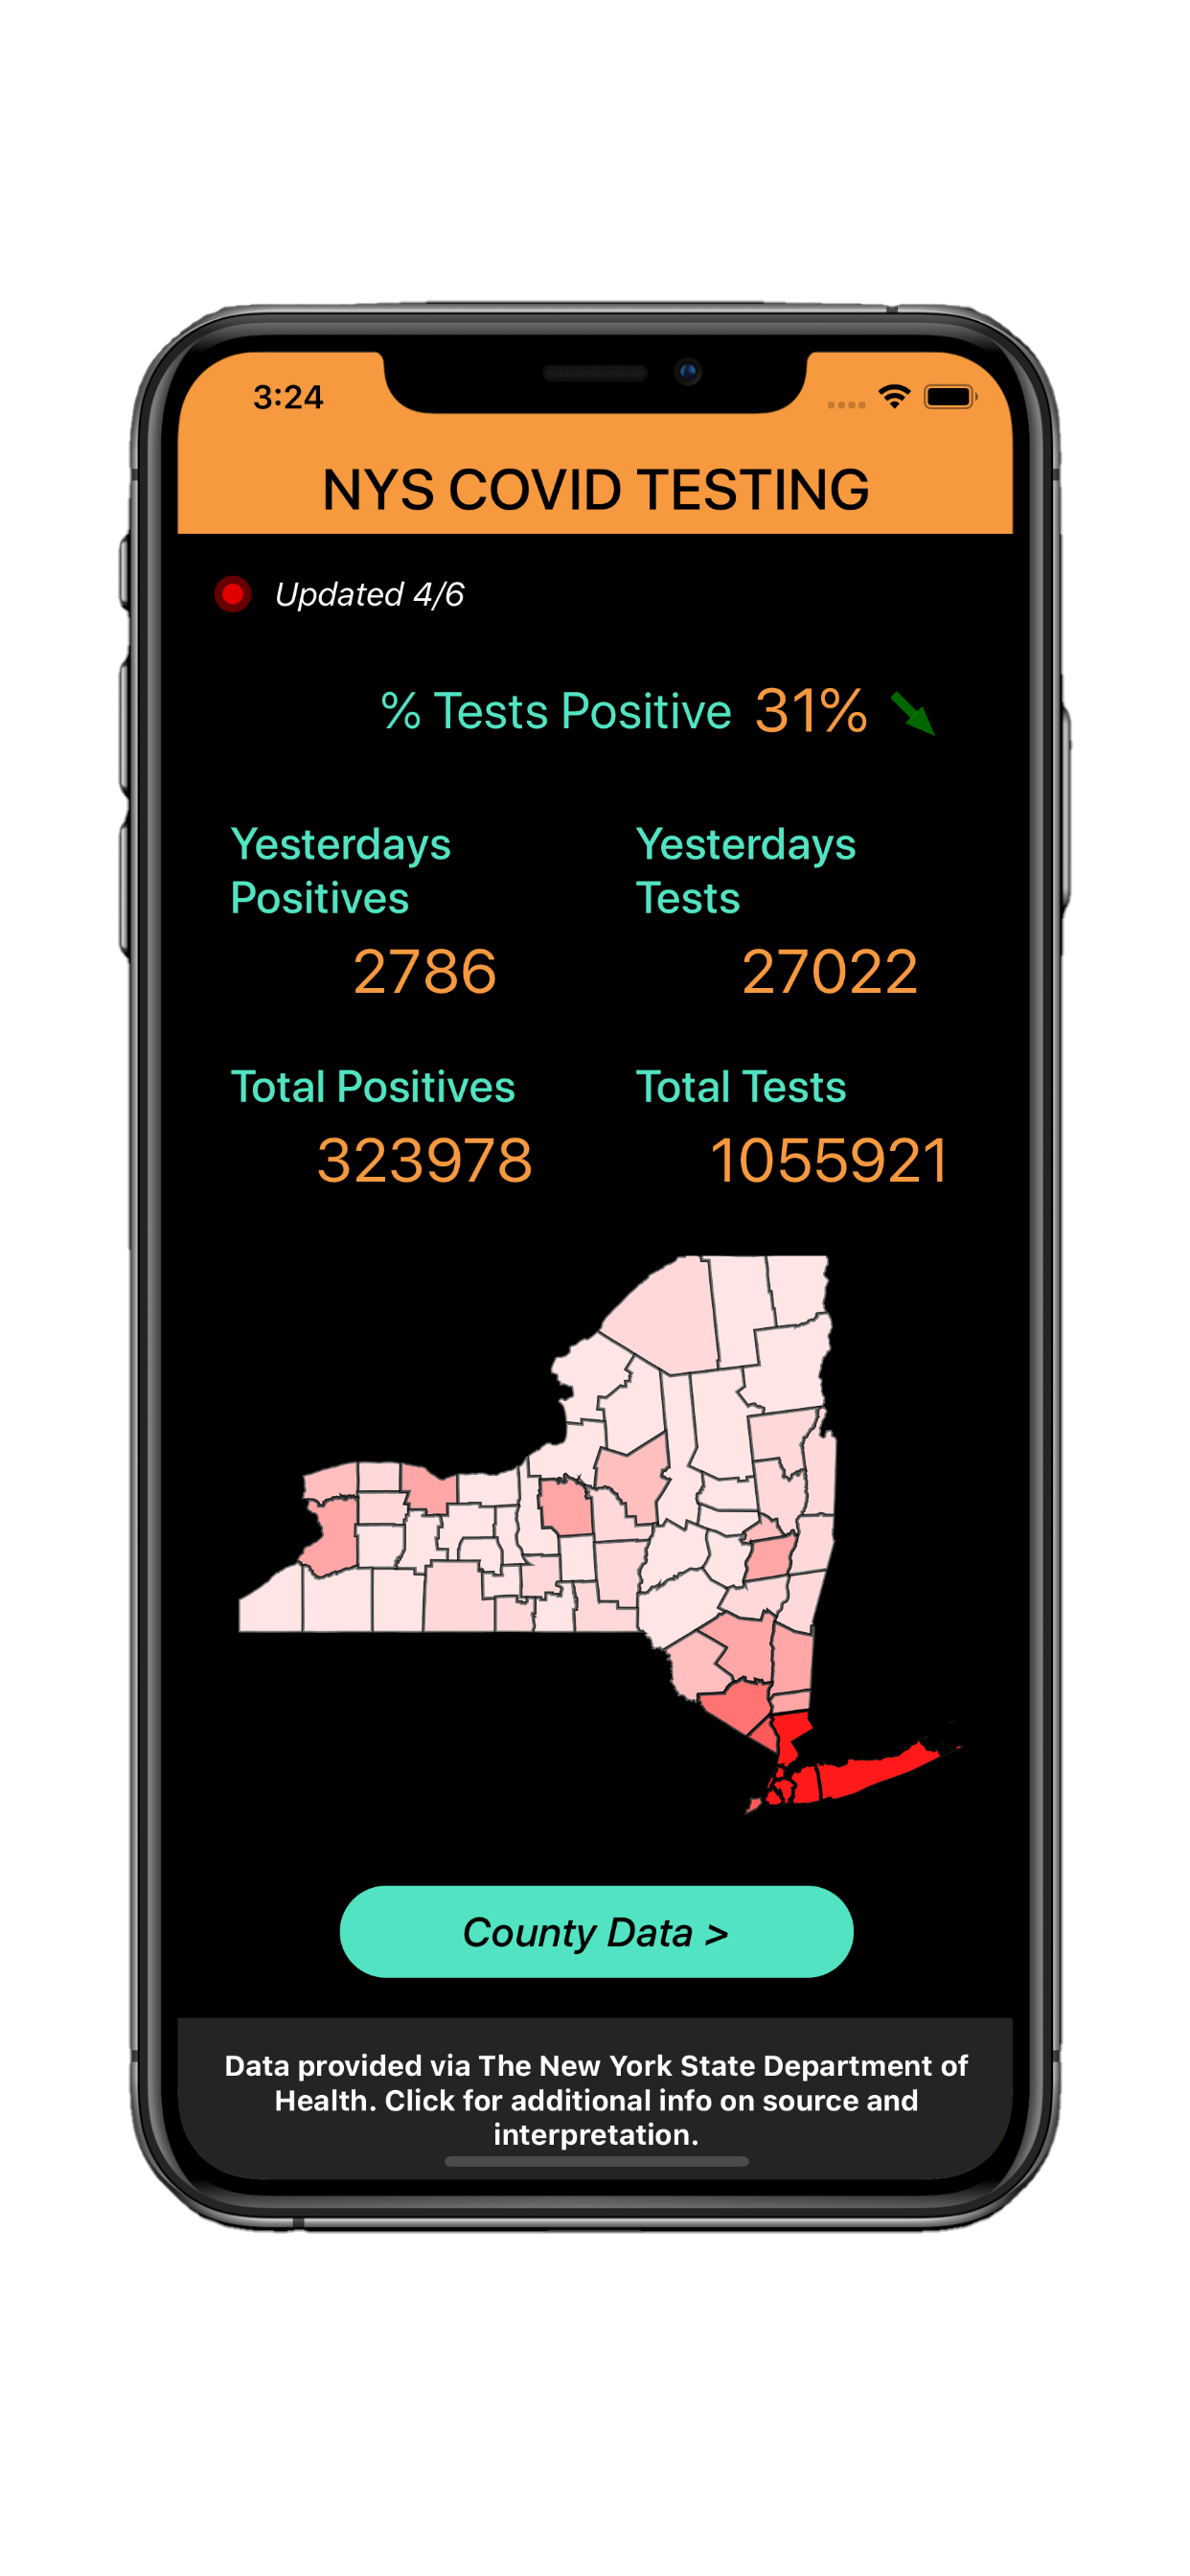 3:24
NYS COVID TESTING
Updated 4/6
% Tests Positive 31%
Yesterdays
Positives
2786
Yesterdays
Tests
27022
Total Positives
323978
Total Tests
1055921
County Data >
Data provided via The New York State Department of
Health. Click for additional info on source and
interpretation.